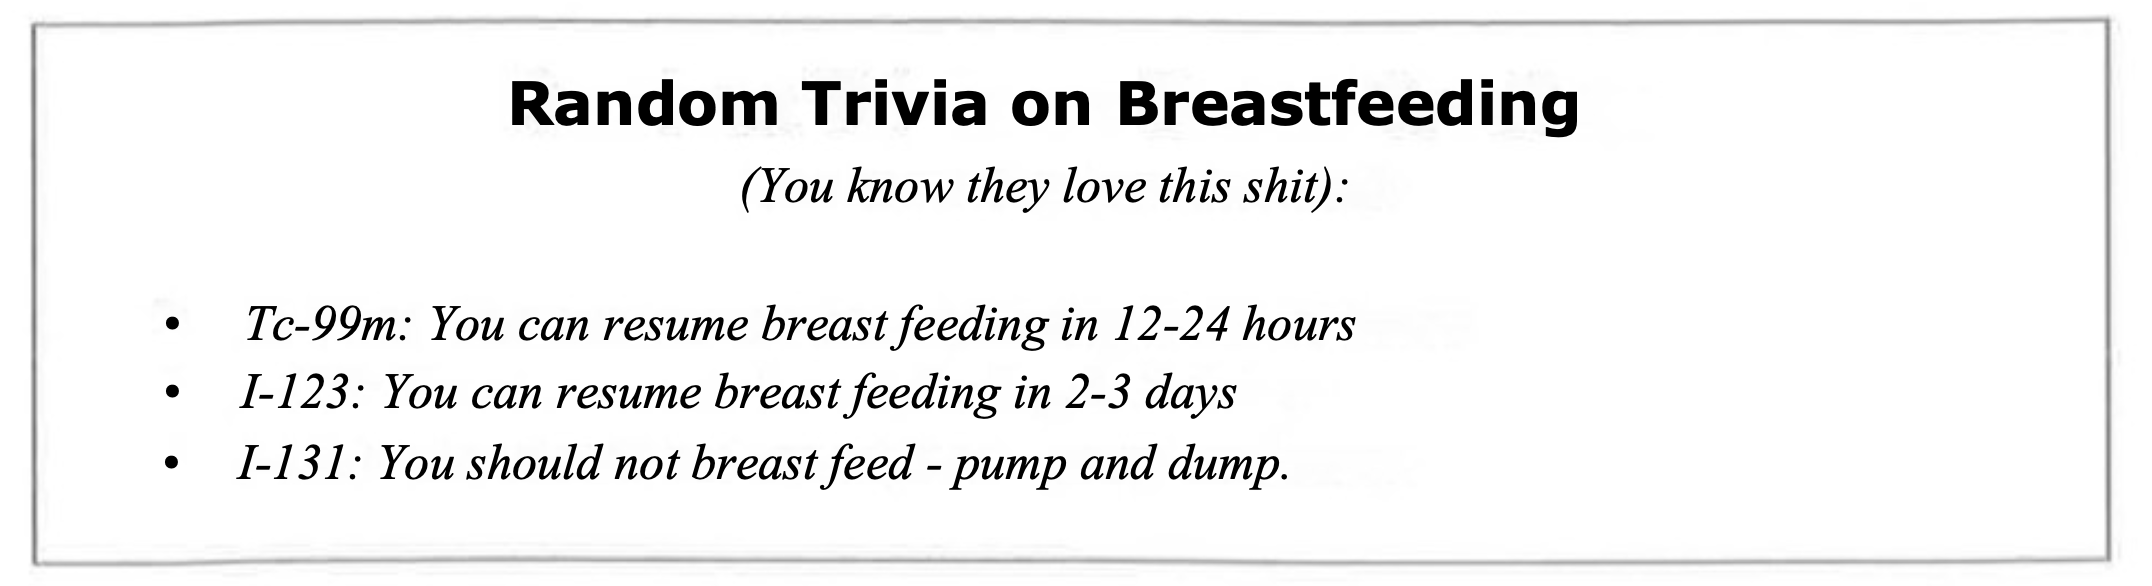 Random Trivia on Breastfeeding
(You know they love this shit):
• Tc-99m: You can resume breast feeding in 12-24 hours
• I-123: You can resume breast feeding in 2-3 days
• I-131: You should not breast feed - pump and dump.